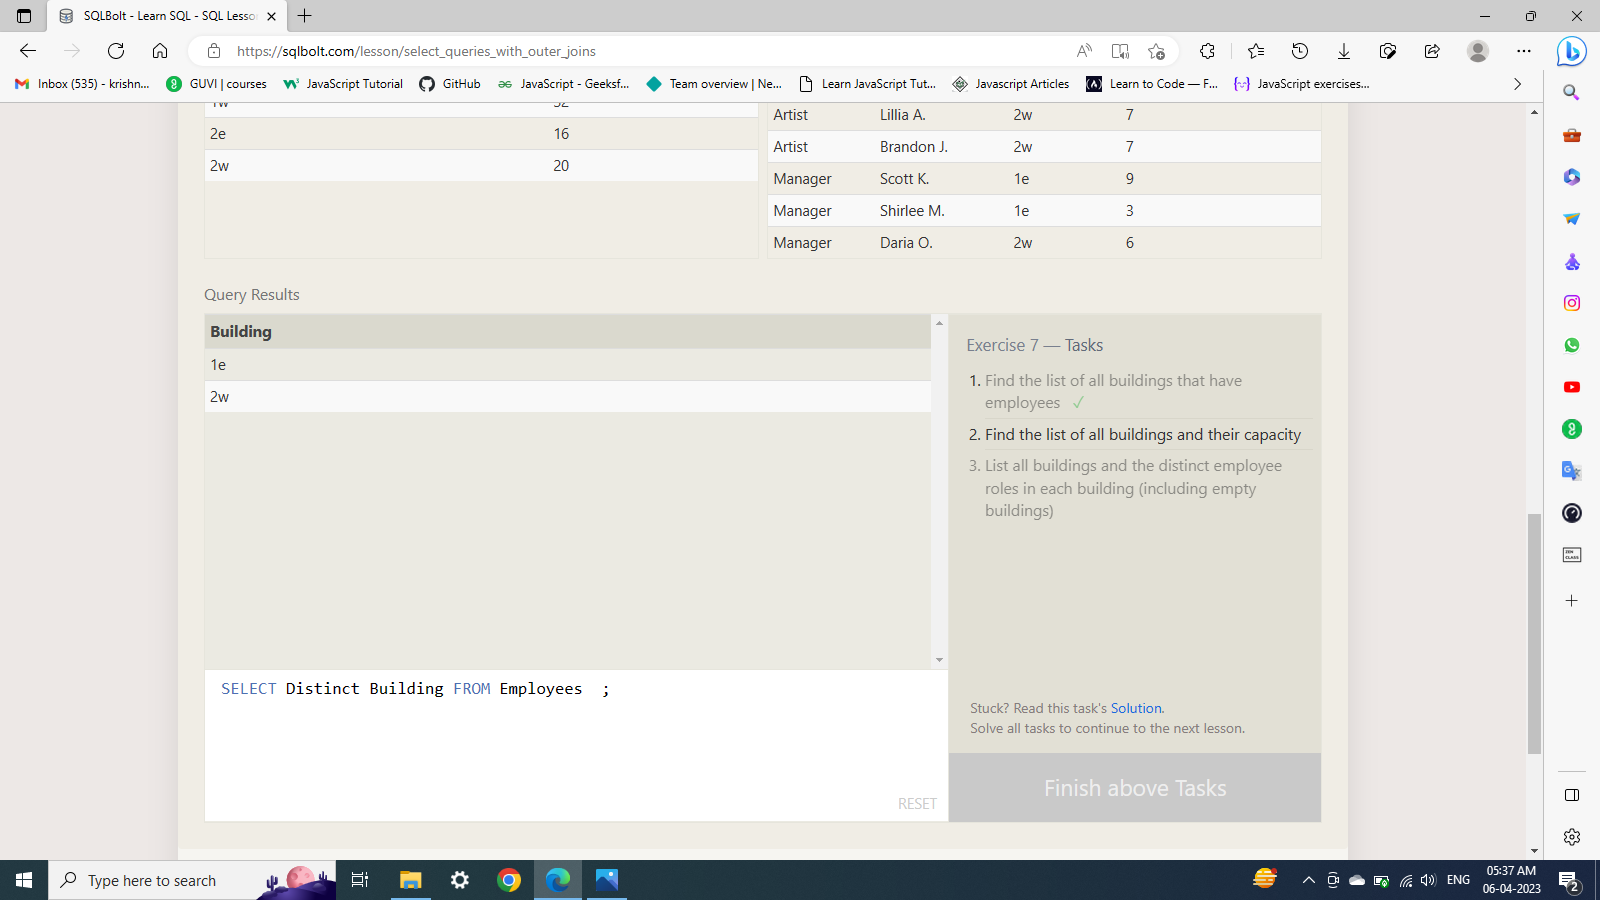 SQLBolt - Learn SQL - SQL Lesso
https://sqlbolt.com/lesson/select_queries_with_outer_joins
Inbox (535) - krishn...
GUVI | courses
JavaScript Tutorial
GitHub
JavaScript - Geeksf...
Team overview | Ne...
Learn JavaScript Tut...
Javascript Articles
Learn to Code — F...
JavaScript exercises...
1w 32
2e 16
2w 20
Artist Lillia A. 2w 7
Artist Brandon J. 2w 7
Manager Scott K. 1e 9
Manager Shirlee M. 1e 3
Manager Daria O. 2w 6
Query Results
Building
1e
2w
Exercise 7 — Tasks
1. Find the list of all buildings that have
employees ✓
2. Find the list of all buildings and their capacity
3. List all buildings and the distinct employee
roles in each building (including empty
buildings)
SELECT Distinct Building FROM Employees  ;
RESET
Stuck? Read this task's Solution.
Solve all tasks to continue to the next lesson.
Finish above Tasks
ZEN
CLASS
Type here to search
ENG
05:37 AM
06-04-2023
2